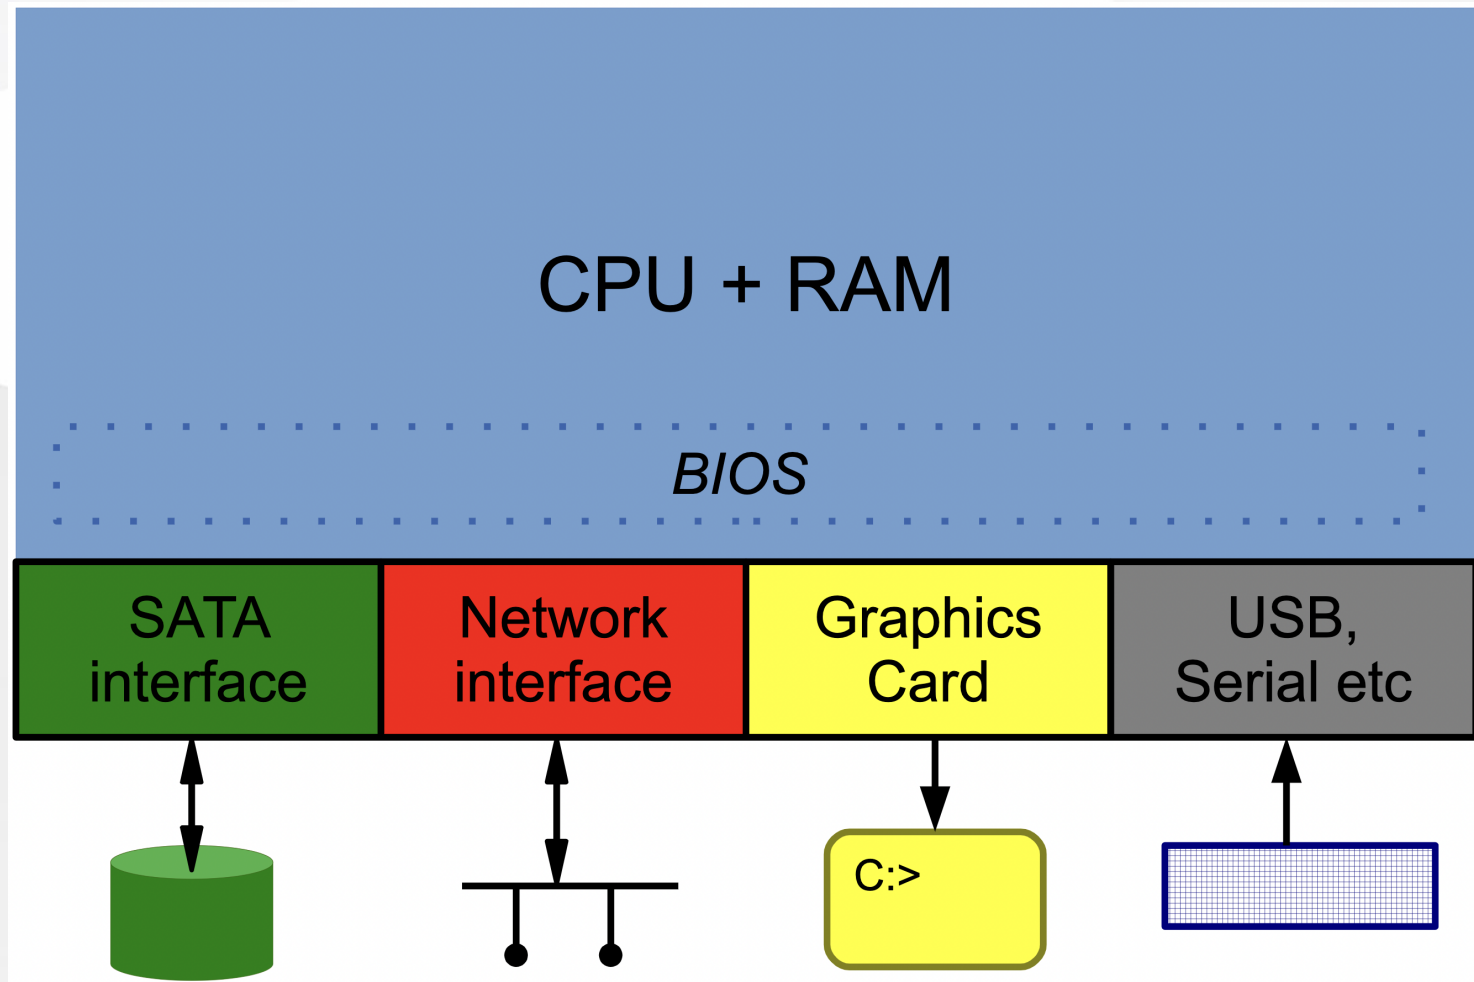 CPU + RAM
BIOS
SATA
interface
Network
interface
Graphics
Card
USB,
Serial etc
C:>